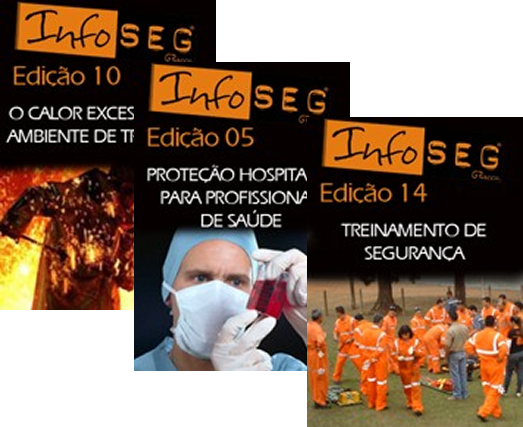 Info SEG
Edição 10
O CALOR EXCES
AMBIENTE DE TR
Info SEG
Edição 05
PROTEÇÃO HOSPITA
PARA PROFISSIONA
DE SAÚDE
Info SEG
Edição 14
TREINAMENTO DE
SEGURANÇA